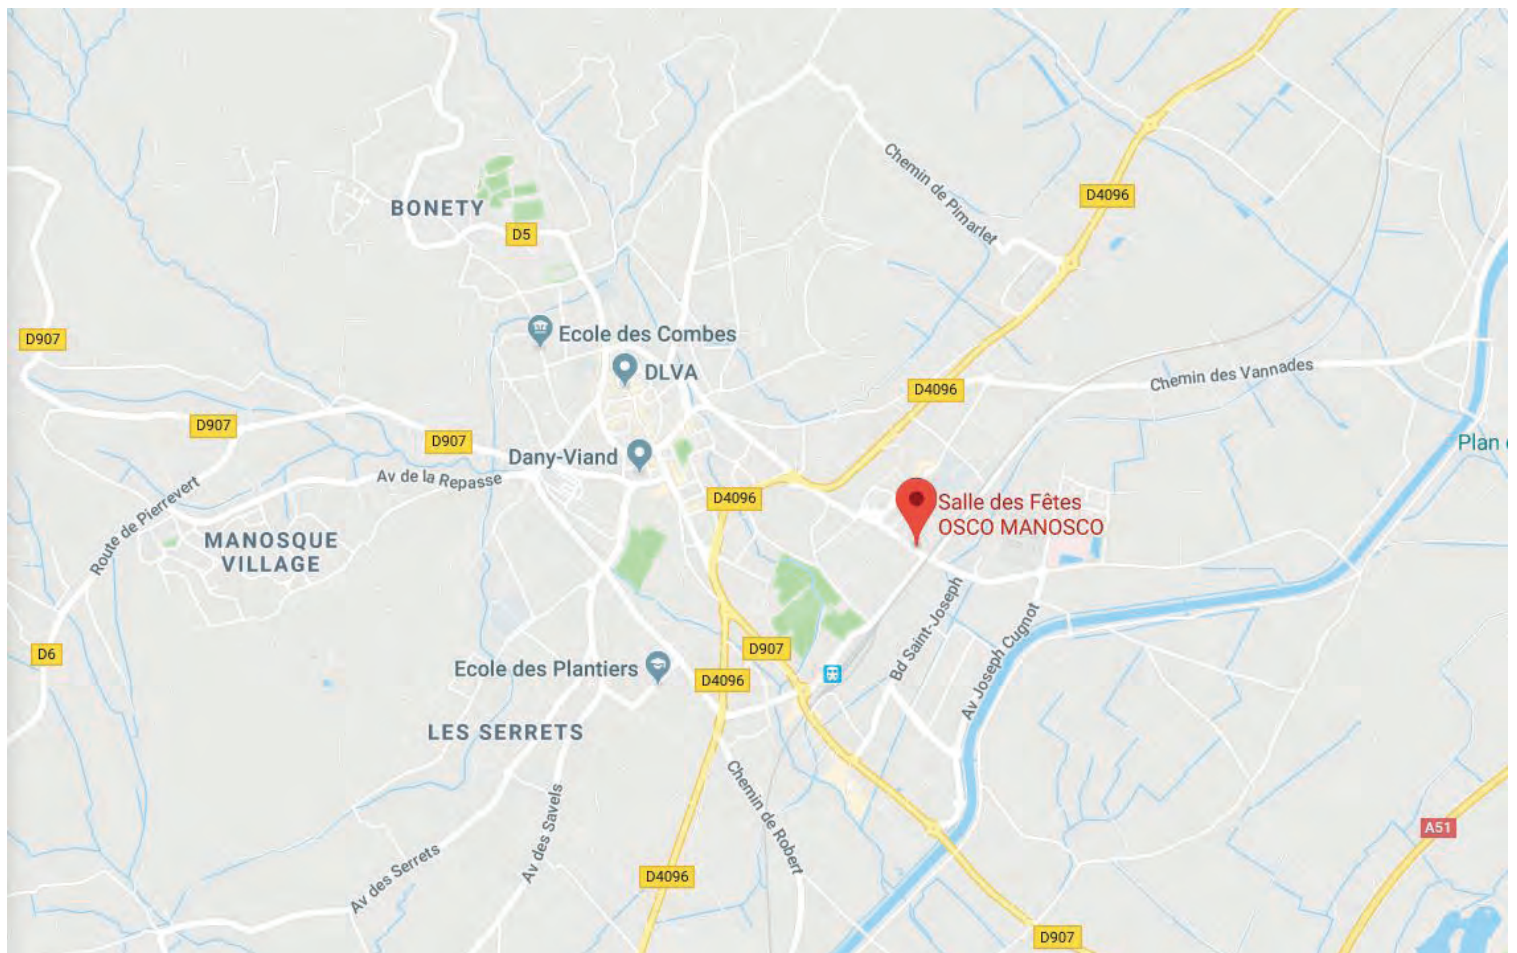 Chemin de Pimarlet
D4096
BONETY
D5
D907
Ecole des Combes
DLVA
Chemin des Vannades
D4096
D907
D907
Plan
Dany-Viand
Av de la Repasse
D4096
Salle des Fêtes
OSCO MANOSCO
Route de Pierrevert
MANOSQUE
VILLAGE
Bd Saint-Joseph
Av Joseph Cugnot
D6
D907
Ecole des Plantiers
D4096
LES SERRETS
Chemin de Robert
Av des Savels
A51
Av des Serrets
D4096
D907